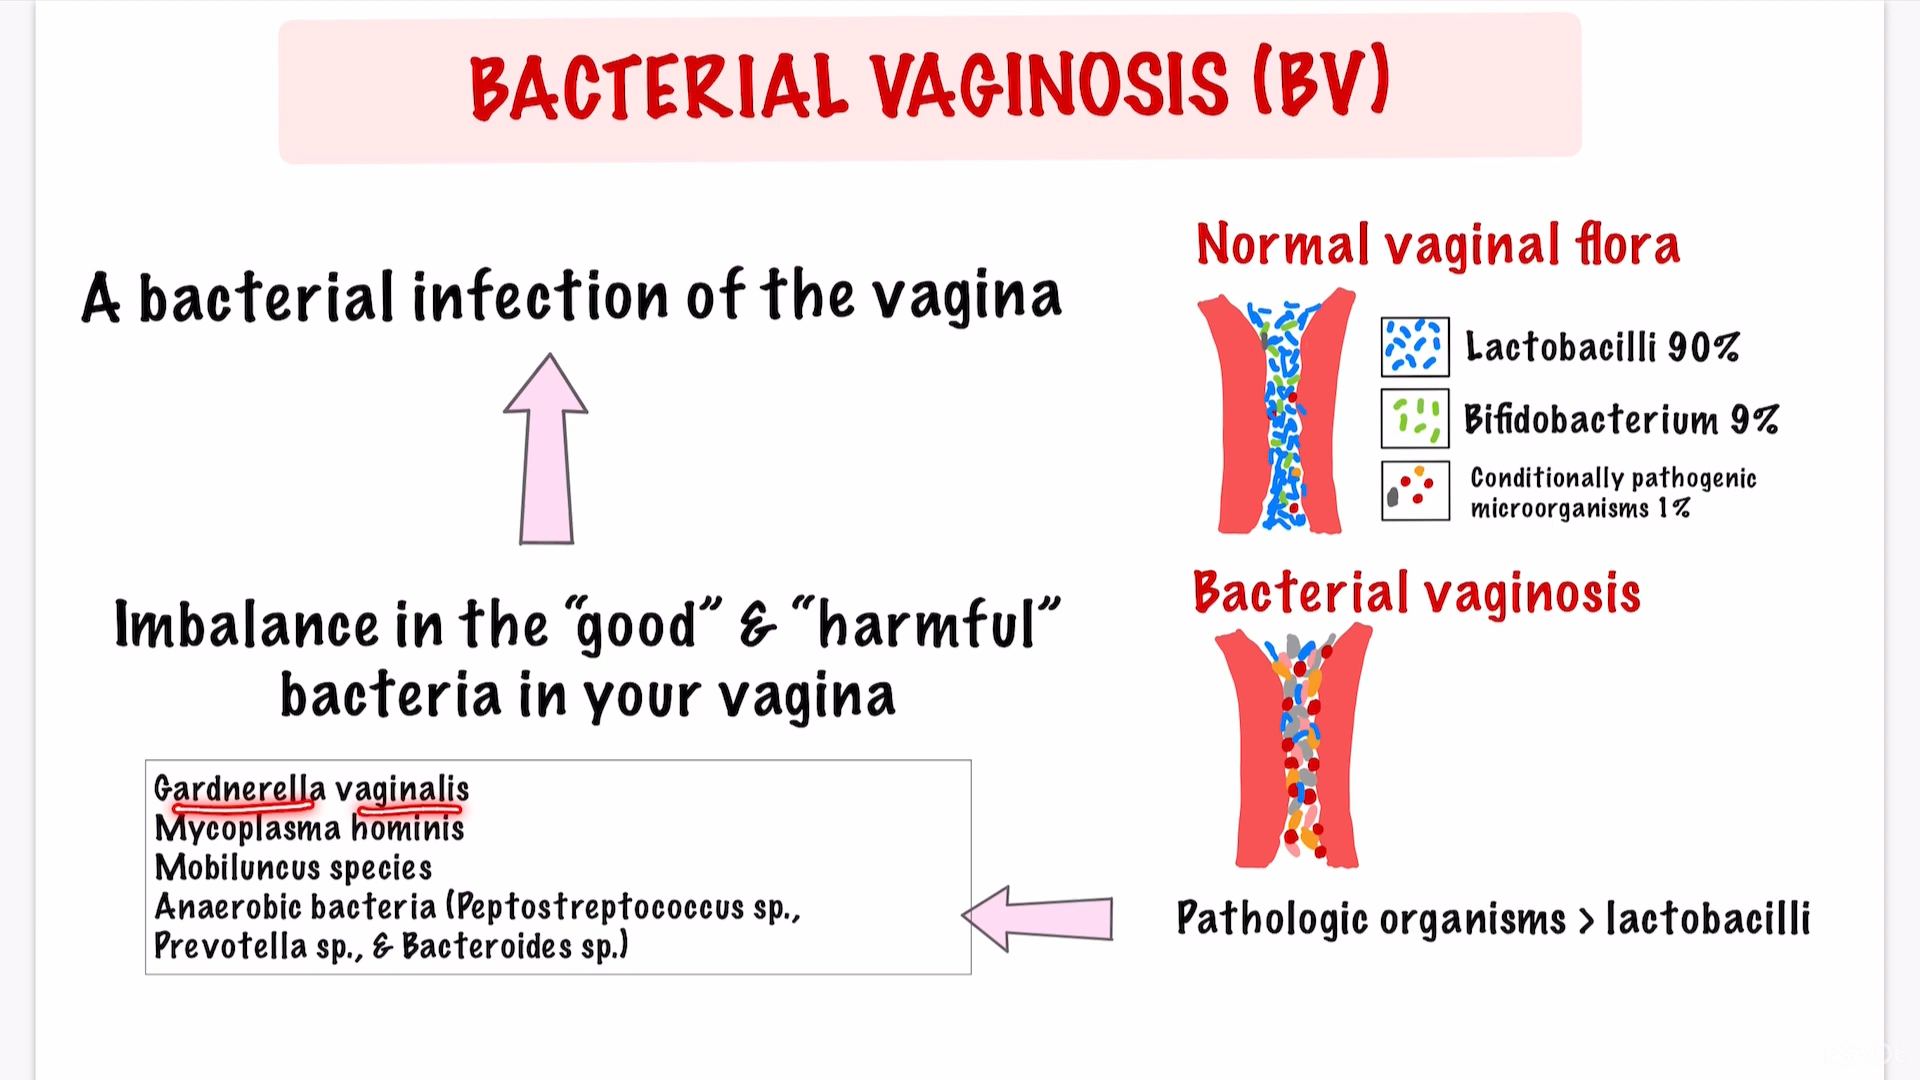 BACTERIAL VAGINOSIS (BV)
A bacterial infection of the vagina
Imbalance in the “good” & “harmful”
bacteria in your vagina
Gardnerella vaginalis
Mycoplasma hominis
Mobiluncus species
Anaerobic bacteria (Peptostreptococcus sp.,
Prevotella sp., & Bacteroides sp.)
Normal vaginal flora
Lactobacilli 90%
Bifidobacterium 9%
Conditionally pathogenic
microorganisms 1%
Bacterial vaginosis
Pathologic organisms > lactobacilli